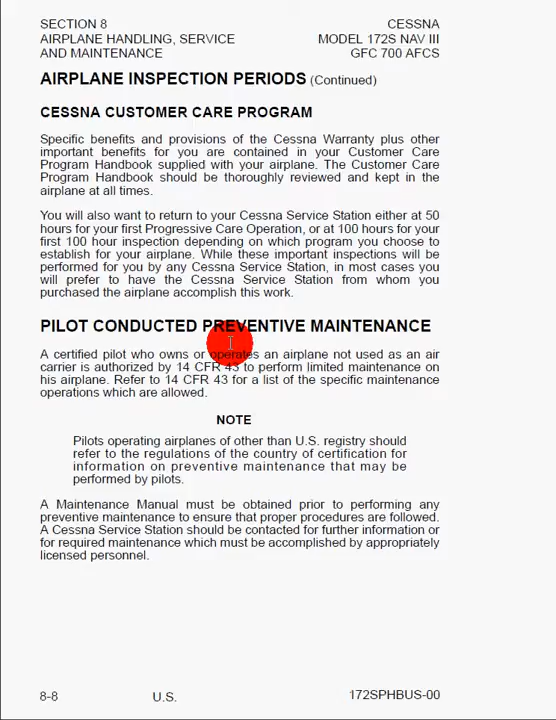 SECTION 8
CESSNA
AIRPLANE HANDLING, SERVICE
MODEL 172S NAV III
AND MAINTENANCE
GFC 700 AFCS
AIRPLANE INSPECTION PERIODS (Continued)
CESSNA CUSTOMER CARE PROGRAM
Specific benefits and provisions of the Cessna Warranty plus other
important benefits for you are contained in your Customer Care
Program Handbook supplied with your airplane. The Customer Care
Program Handbook should be thoroughly reviewed and kept in the
airplane at all times.
You will also want to return to your Cessna Service Station either at 50
hours for your first Progressive Care Operation, or at 100 hours for your
first 100 hour inspection depending on which program you choose to
establish for your airplane. While these important inspections will be
performed for you by any Cessna Service Station, in most cases you
will prefer to have the Cessna Service Station from whom you
purchased the airplane accomplish this work.
PILOT CONDUCTED PREVENTIVE MAINTENANCE
A certified pilot who owns or operates an airplane not used as an air
carrier is authorized by 14 CFR 43 to perform limited maintenance on
his airplane. Refer to 14 CFR 43 for a list of the specific maintenance
operations which are allowed.
NOTE
Pilots operating airplanes of other than U.S. registry should
refer to the regulations of the country of certification for
information on preventive maintenance that may be
performed by pilots.
A Maintenance Manual must be obtained prior to performing any
preventive maintenance to ensure that proper procedures are followed.
A Cessna Service Station should be contacted for further information or
for required maintenance which must be accomplished by appropriately
licensed personnel.
8-8
U.S.
172SPHBUS-00